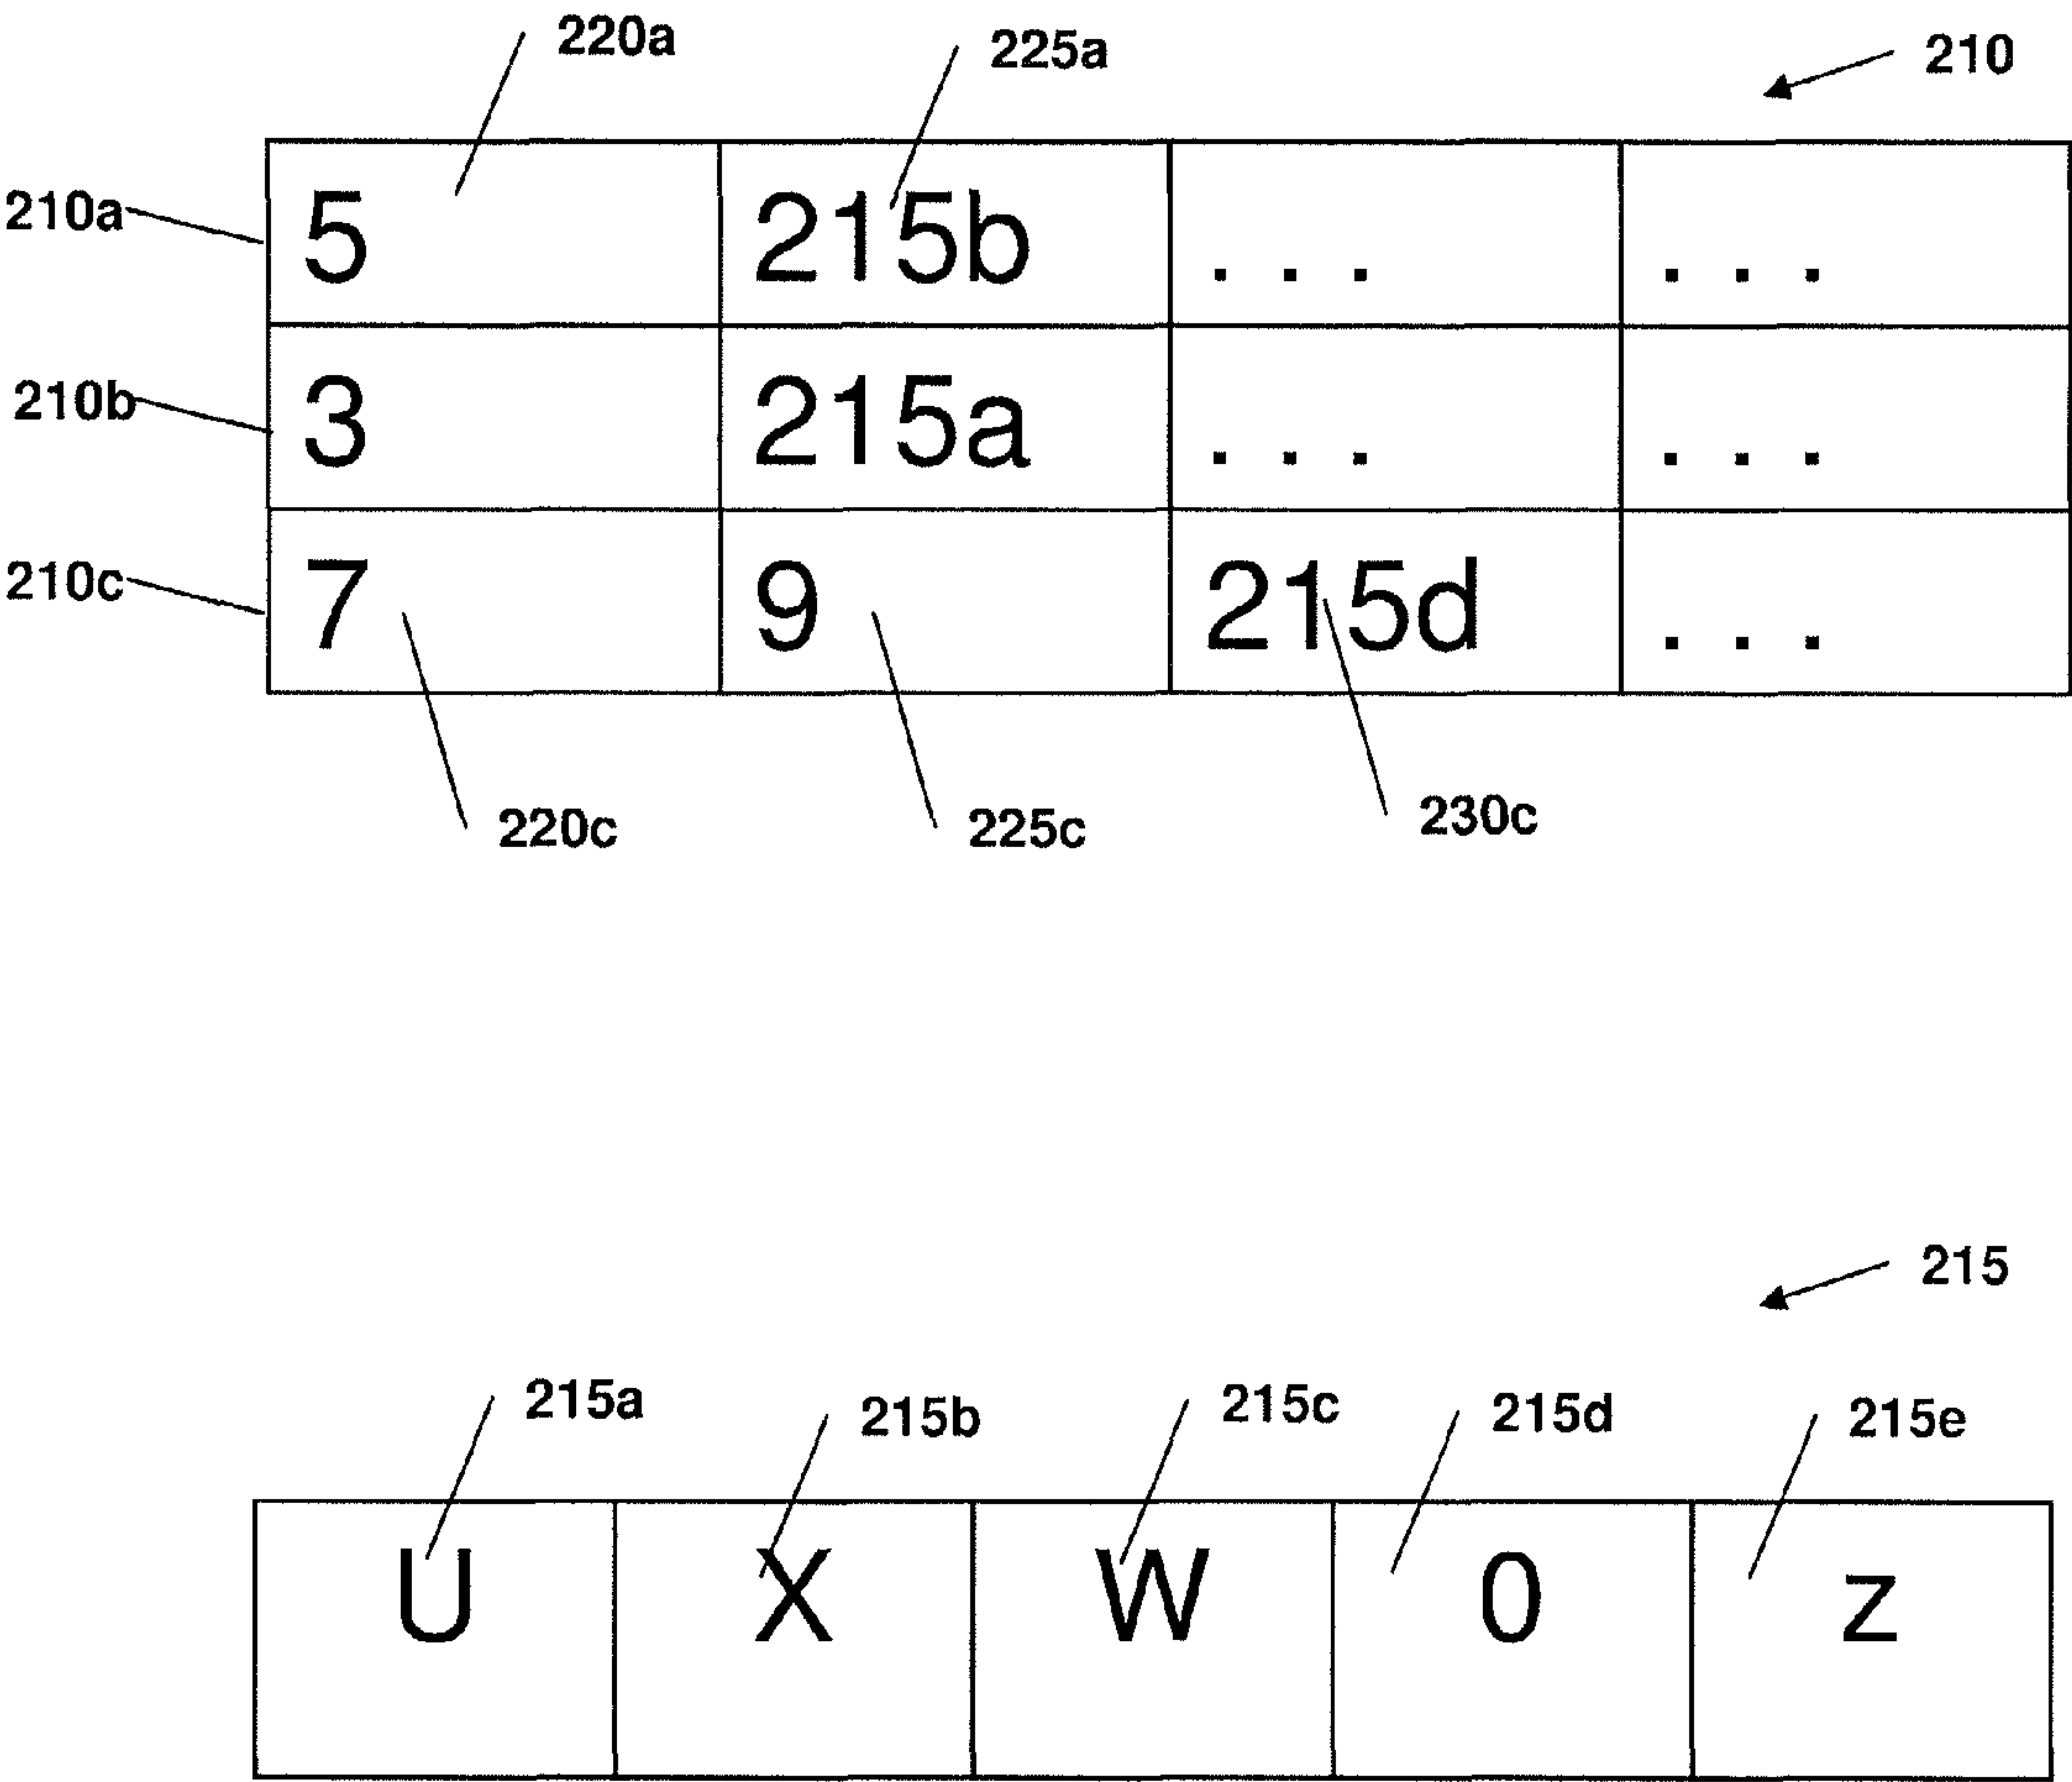 220a 225a 210
210a 5 215b . . . . . .
210b 3 215a . . . . . .
210c 7 9 215d . . .
220c 225c 230c
215
215a 215b 215c 215d 215e
U X W 0 z